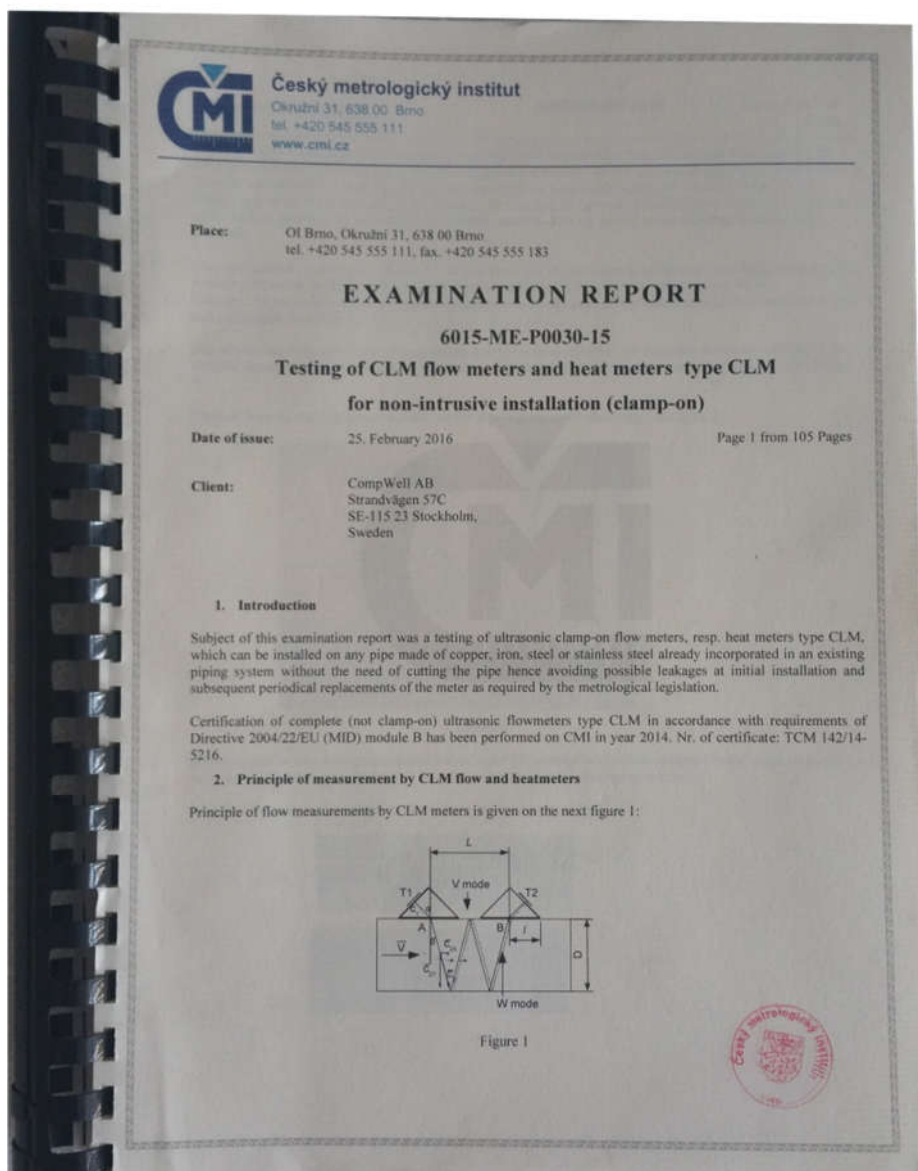 ČMI
Český metrologický institut
Okružní 31, 638 00 Brno
tel. +420 545 555 111
www.cmi.cz
Place: OI Brno, Okružní 31, 638 00 Brno
tel. +420 545 555 111, fax. +420 545 555 183
EXAMINATION REPORT
6015-ME-P0030-15
Testing of CLM flow meters and heat meters type CLM
for non-intrusive installation (clamp-on)
Date of issue: 25. February 2016 Page 1 from 105 Pages
Client: CompWell AB
Strandvägen 57C
SE-115 23 Stockholm,
Sweden
1. Introduction
Subject of this examination report was a testing of ultrasonic clamp-on flow meters, resp. heat meters type CLM,
which can be installed on any pipe made of copper, iron, steel or stainless steel already incorporated in an existing
piping system without the need of cutting the pipe hence avoiding possible leakages at initial installation and
subsequent periodical replacements of the meter as required by the metrological legislation.
Certification of complete (not clamp-on) ultrasonic flowmeters type CLM in accordance with requirements of
Directive 2004/22/EU (MID) module B has been performed on CMI in year 2014. Nr. of certificate: TCM 142/14-
5216.
2. Principle of measurement by CLM flow and heatmeters
Principle of flow measurements by CLM meters is given on the next figure 1:
L
V mode
T1 T2
A B l
V
D
W mode
Figure 1
Český metrologický institut